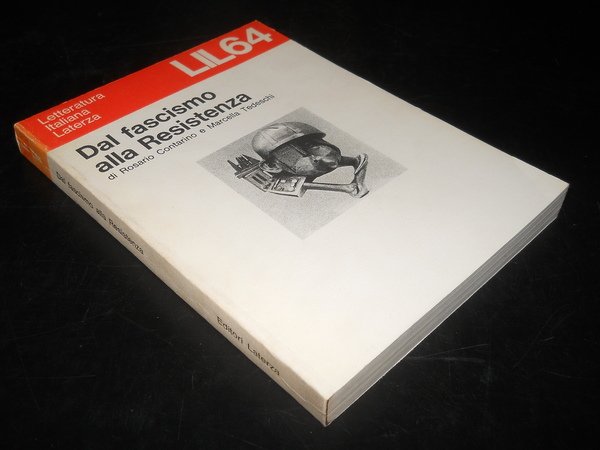 Letteratura
Italiana
Laterza
LIL64
Dal fascismo
alla Resistenza
di Rosario Contarino e Marcella Tedeschi
Dal fascismo alla Resistenza
Editori Laterza